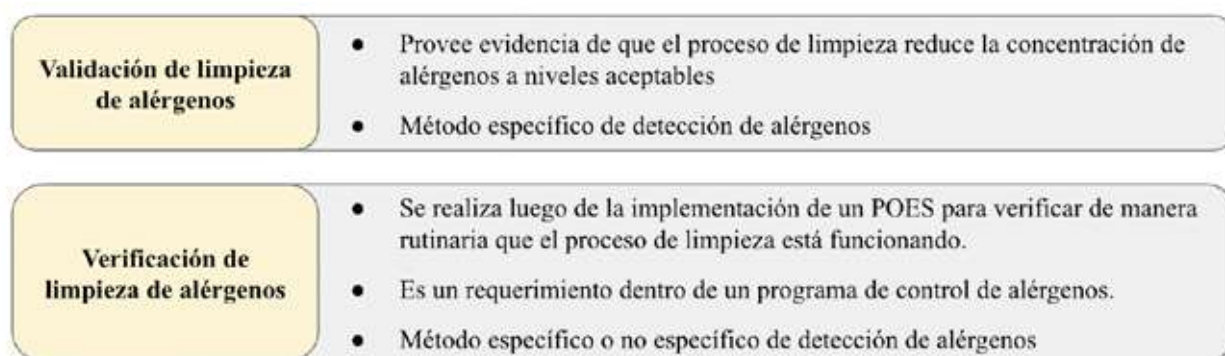 Validación de limpieza
de alérgenos
● Provee evidencia de que el proceso de limpieza reduce la concentración de
alérgenos a niveles aceptables
● Método específico de detección de alérgenos
Verificación de
limpieza de alérgenos
● Se realiza luego de la implementación de un POES para verificar de manera
rutinaria que el proceso de limpieza está funcionando.
● Es un requerimiento dentro de un programa de control de alérgenos.
● Método específico o no específico de detección de alérgenos